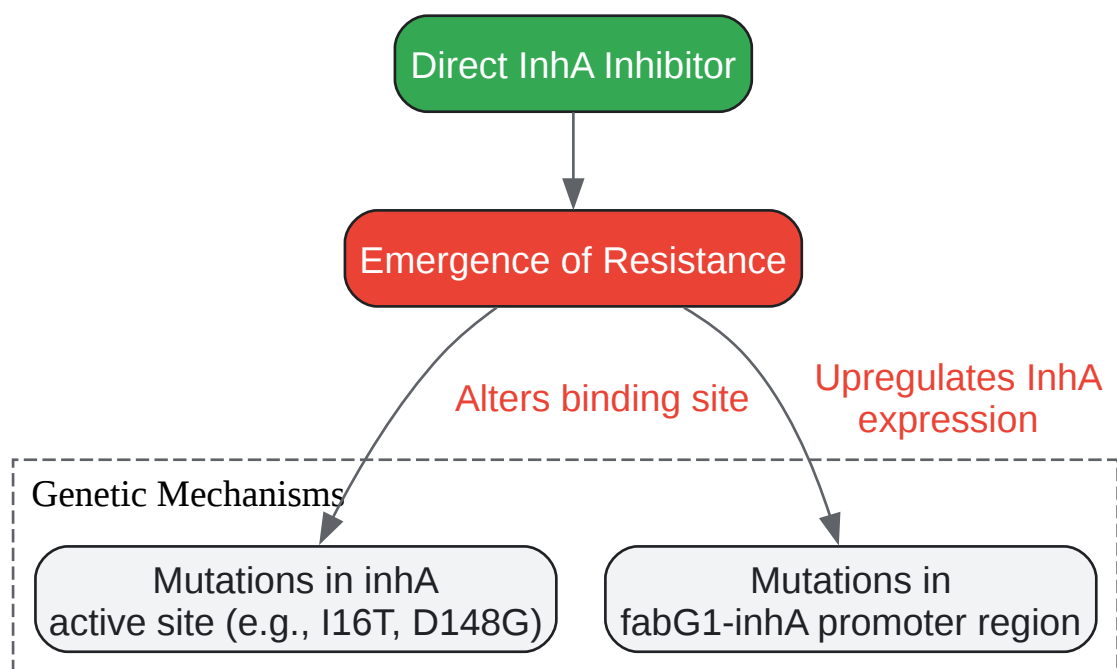 Direct InhA Inhibitor
Emergence of Resistance
Alters binding site
Upregulates InhA
expression
Genetic Mechanisms
Mutations in inhA
active site (e.g., I16T, D148G)
Mutations in
fabG1-inhA promoter region